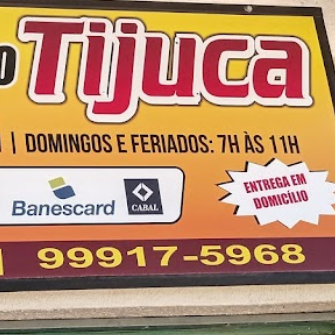 O Tijuca
| DOMINGOS E FERIADOS: 7H ÀS 11H
Banescard CABAL
ENTREGA EM
DOMICÍLIO
99917-5968